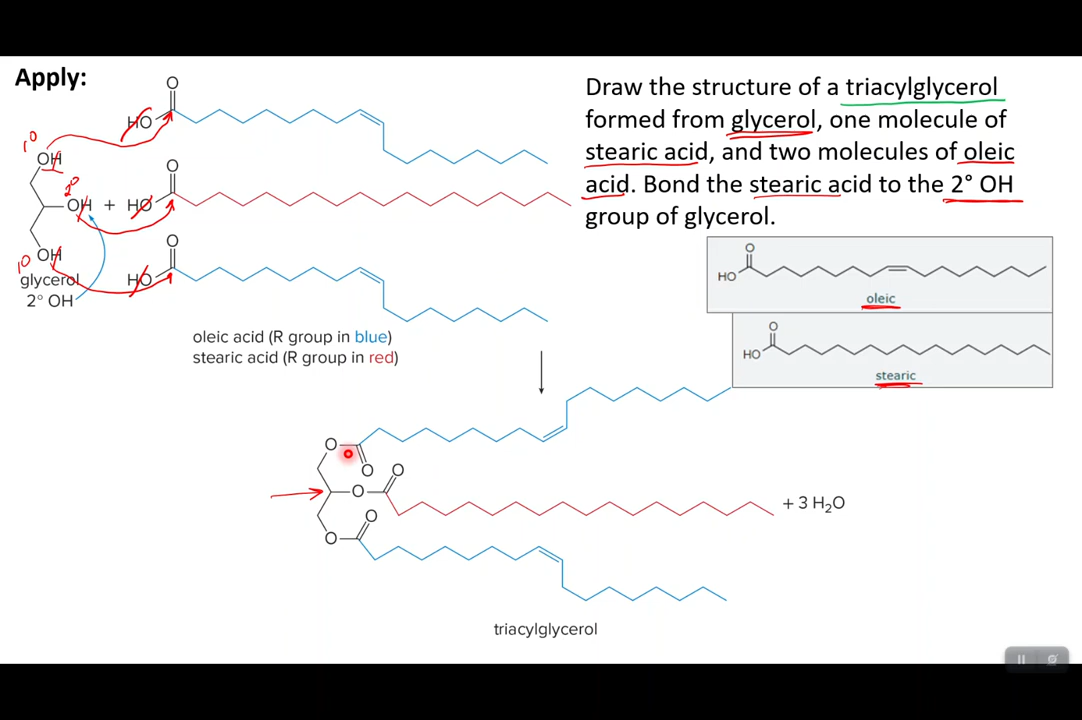 Apply:
Draw the structure of a triacylglycerol
formed from glycerol, one molecule of
stearic acid, and two molecules of oleic
acid. Bond the stearic acid to the 2° OH
group of glycerol.
O
HO
1°
OH
O
2°
OH + HO
O
1°
OH
HO
glycerol
2° OH
oleic acid (R group in blue)
stearic acid (R group in red)
O
HO
oleic
O
HO
stearic
O
O
O
O
+ 3 H₂O
O
O
triacylglycerol